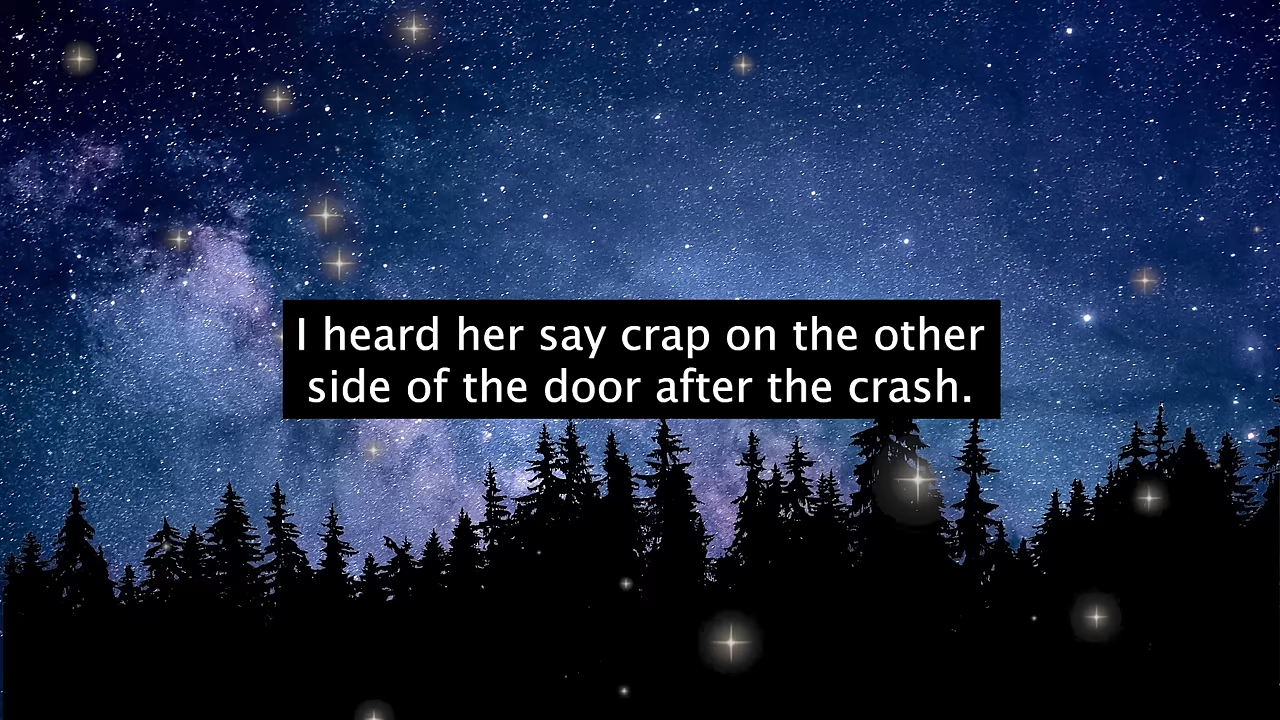 I heard her say crap on the other
side of the door after the crash.